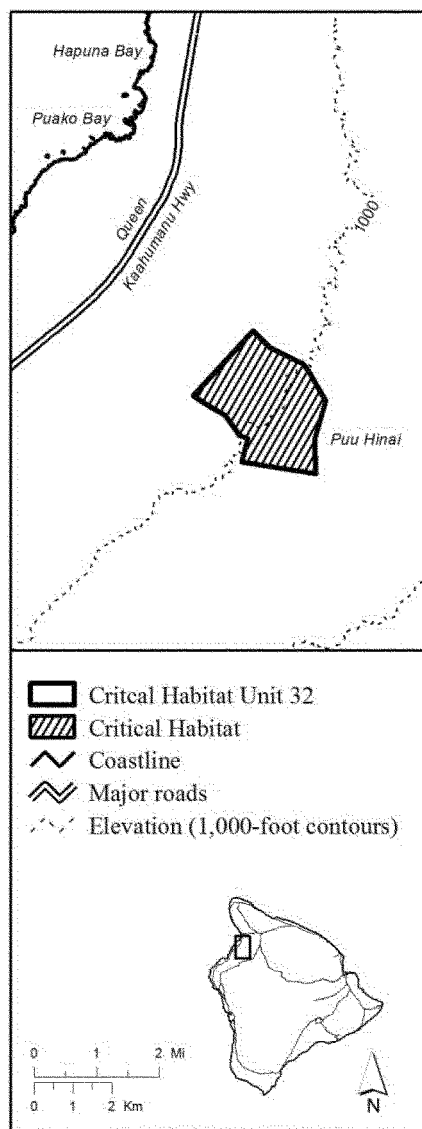 Hapuna Bay
Puako Bay
Queen
Kaahumanu Hwy
1000
Puu Hinai
Critcal Habitat Unit 32
Critical Habitat
Coastline
Major roads
Elevation (1,000-foot contours)
0 1 2 Mi
0 1 2 Km
N